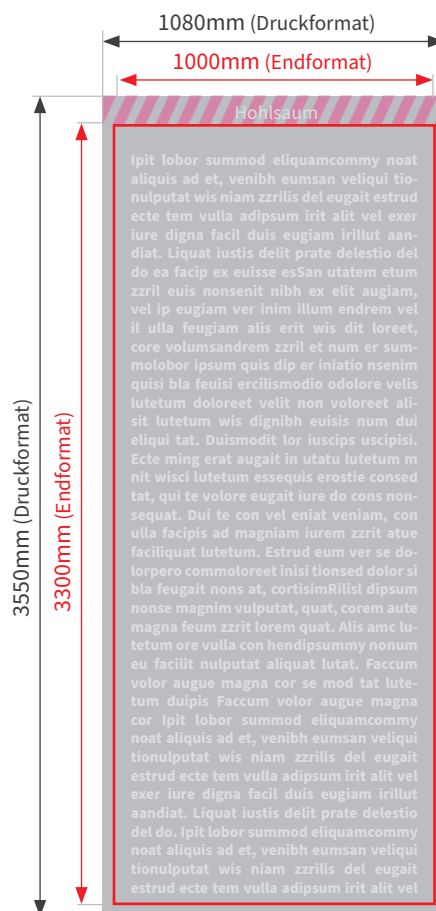 1080mm (Druckformat)
1000mm (Endformat)
Hohlsaum
3550mm (Druckformat)
3300mm (Endformat)
Ipit lobor summod eliquamcommy noat
aliquis ad et, venibh eumsan veliqui tio-
nulputat wis niam zzrilis del eugait estrud
ecte tem vulla adipsum irit alit vel exer
iure digna facil duis eugiam irillut aan-
diat. Liquat iustis delit prate delestio del
do ea facip ex euisse esSan utatem etum
zzril euis nonsenit nibh ex elit augiam,
vel ip eugiam ver inim illum endrem vel
il ulla feugiam alis erit wis dit loreet,
core volumsandrem zzril et num er sum-
molobor ipsum quis dip er iniatio nsenim
quisi bla feuisi ercilismodio odolore velis
lutetum doloreet velit non voloreet ali-
sit lutetum wis dignibh euisis num dui
eliqui tat. Duismodit lor iuscips uscipisi.
Ecte ming erat augait in utatu lutetum m
nit wisci lutetum essequis erostie consed
tat, qui te volore eugait iure do cons non-
sequat. Dui te con vel eniat veniam, con
ulla facipis ad magniam iurem zzrit atue
faciliquat lutetum. Estrud eum ver se do-
lorpero commoloreet inisi tionsed dolor si
bla feugait nos at, cortisimRilisl dipsum
nonse magnim vulputat, quat, corem aute
magna feum zzrit lorem quat. Alis amc lu-
tetum ore vulla con hendipsummy nonum
eu facilit nulputat aliquat lutat. Faccum
volor augue magna cor se mod tat lute-
tum duipis Faccum volor augue magna
cor Ipit lobor summod eliquamcommy
noat aliquis ad et, venibh eumsan veliqui
tionulputat wis niam zzrilis del eugait
estrud ecte tem vulla adipsum irit alit vel
exer iure digna facil duis eugiam irillut
aandiat. Liquat iustis delit prate delestio
del do. Ipit lobor summod eliquamcommy
noat aliquis ad et, venibh eumsan veliqui
tionulputat wis niam zzrilis del eugait
estrud ecte tem vulla adipsum irit alit vel